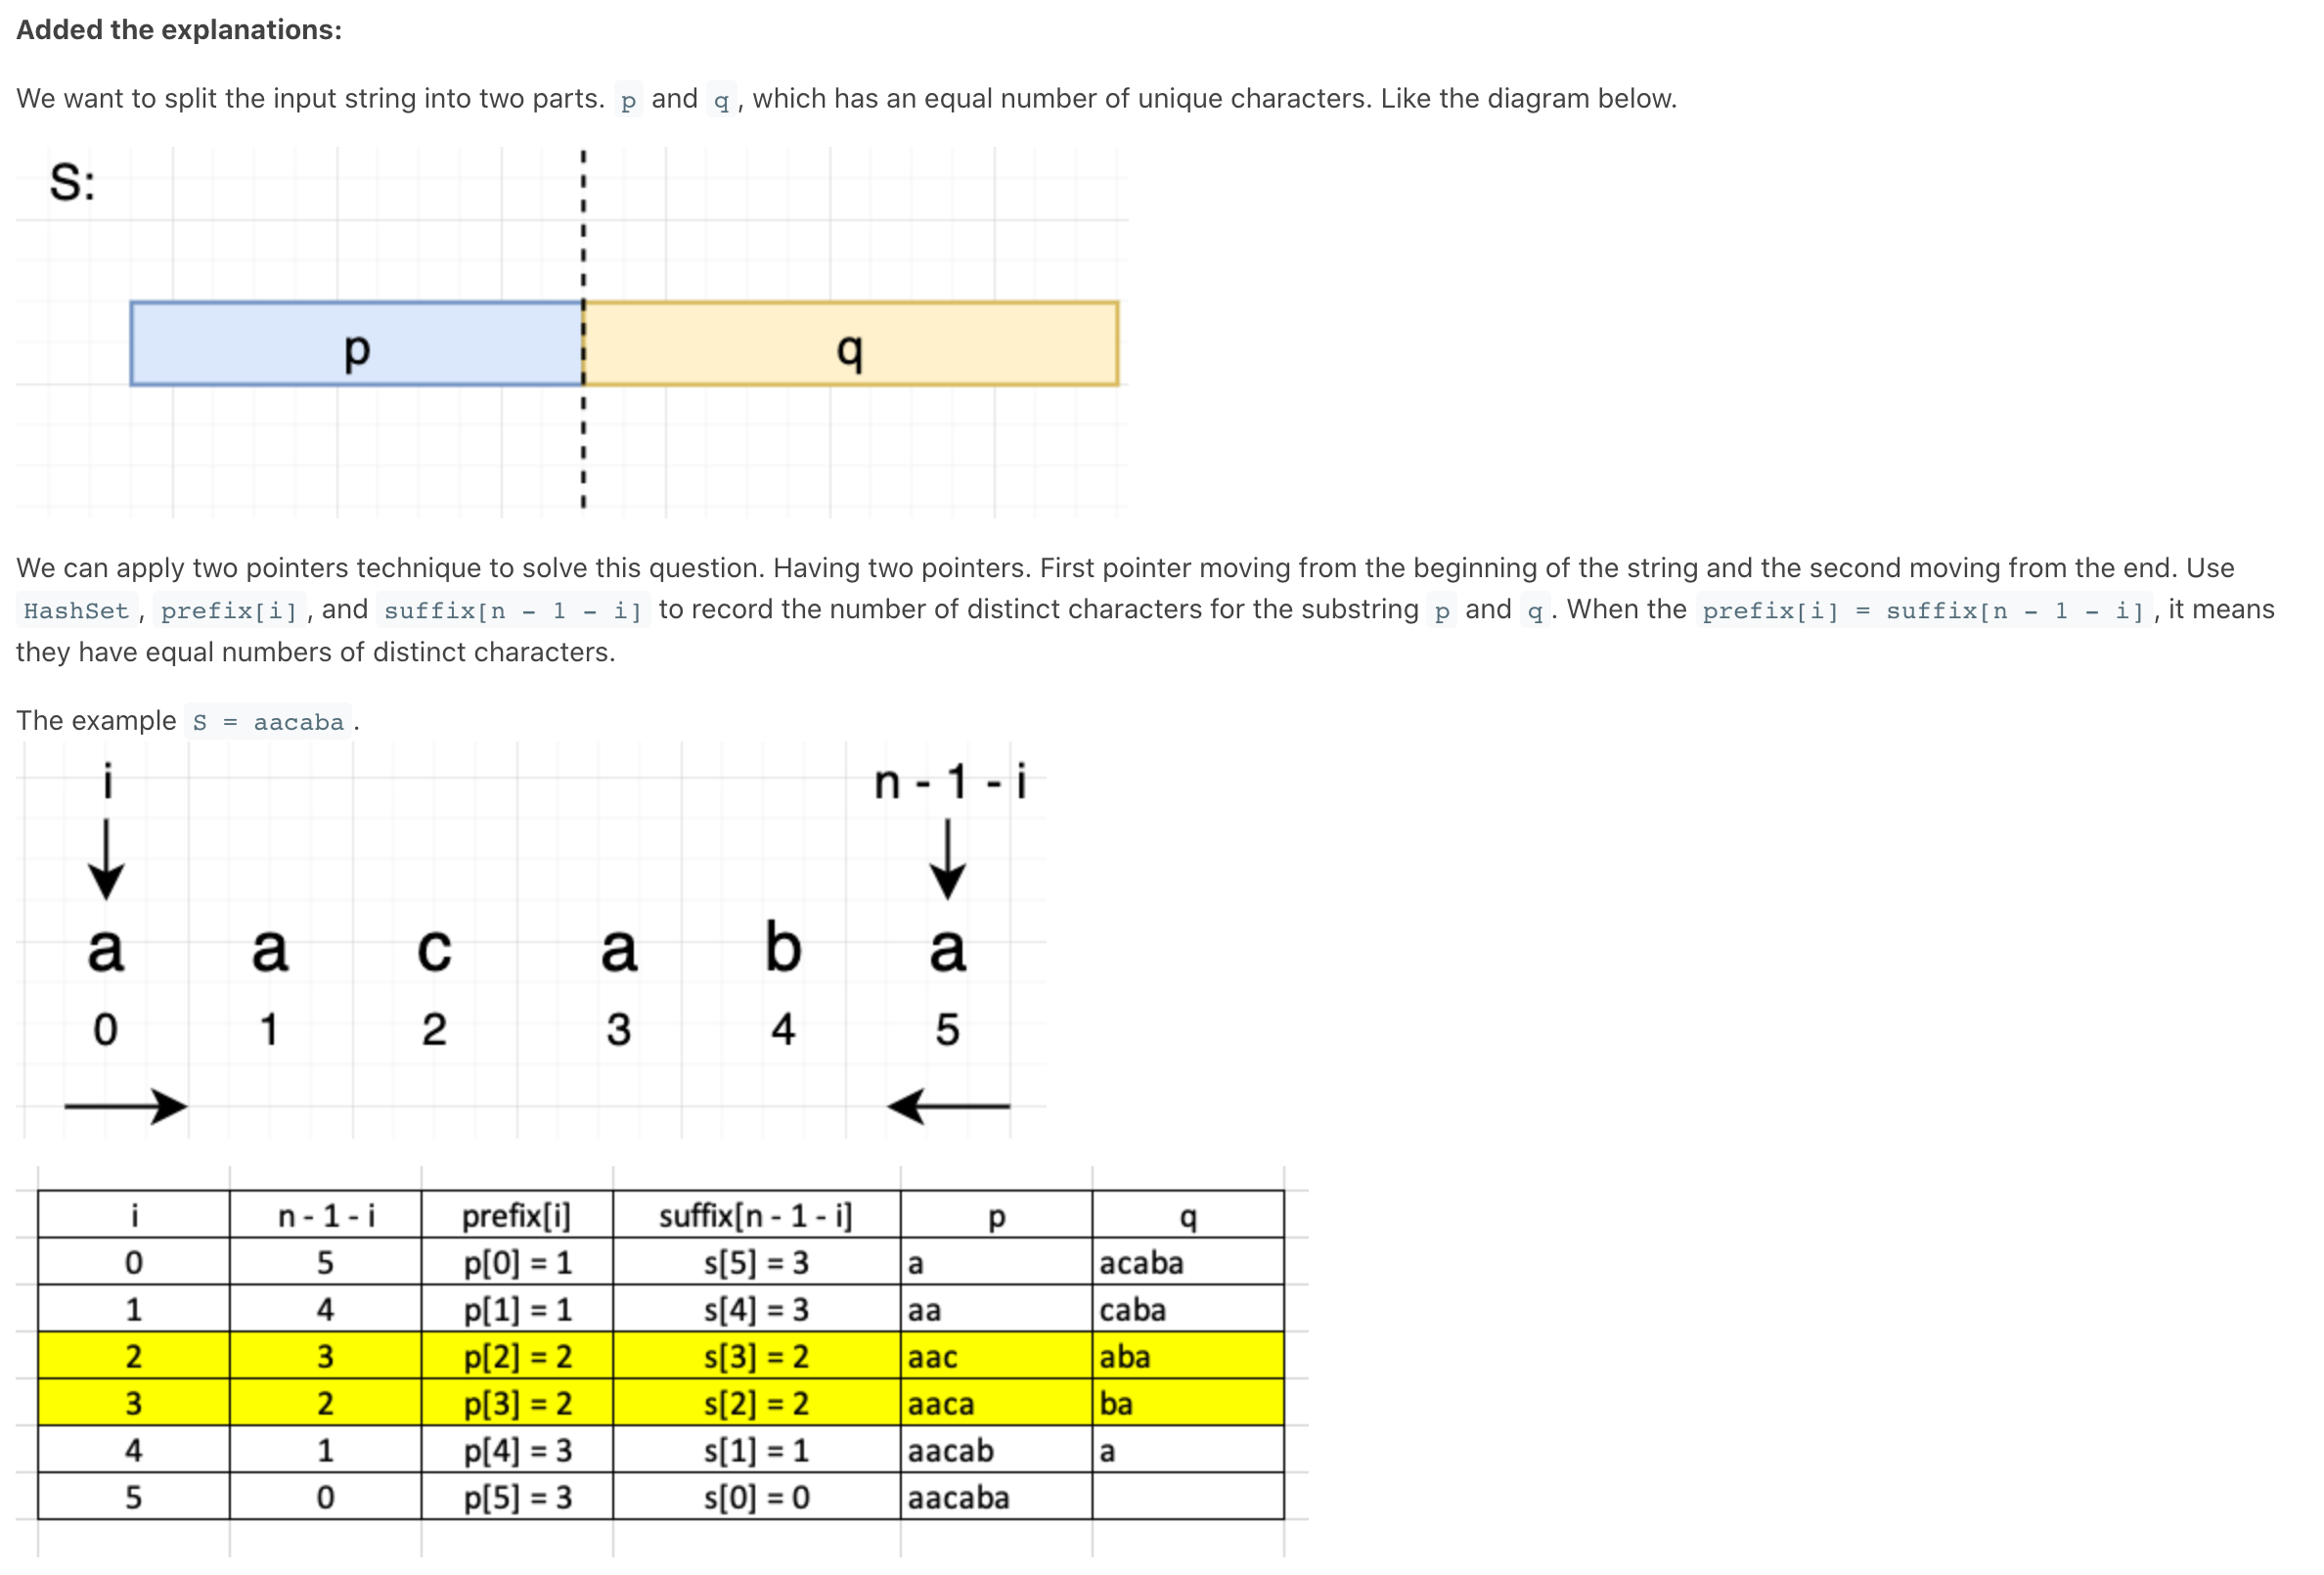 Added the explanations:
We want to split the input string into two parts. p and q, which has an equal number of unique characters. Like the diagram below.
S:
p q
We can apply two pointers technique to solve this question. Having two pointers. First pointer moving from the beginning of the string and the second moving from the end. Use
HashSet, prefix[i], and suffix[n - 1 - i] to record the number of distinct characters for the substring p and q. When the prefix[i] = suffix[n - 1 - i], it means
they have equal numbers of distinct characters.
The example S = aacaba.
i n - 1 - i
a a c a b a
0 1 2 3 4 5
i n - 1 - i prefix[i] suffix[n - 1 - i] p q
0 5 p[0] = 1 s[5] = 3 a acaba
1 4 p[1] = 1 s[4] = 3 aa caba
2 3 p[2] = 2 s[3] = 2 aac aba
3 2 p[3] = 2 s[2] = 2 aaca ba
4 1 p[4] = 3 s[1] = 1 aacab a
5 0 p[5] = 3 s[0] = 0 aacaba